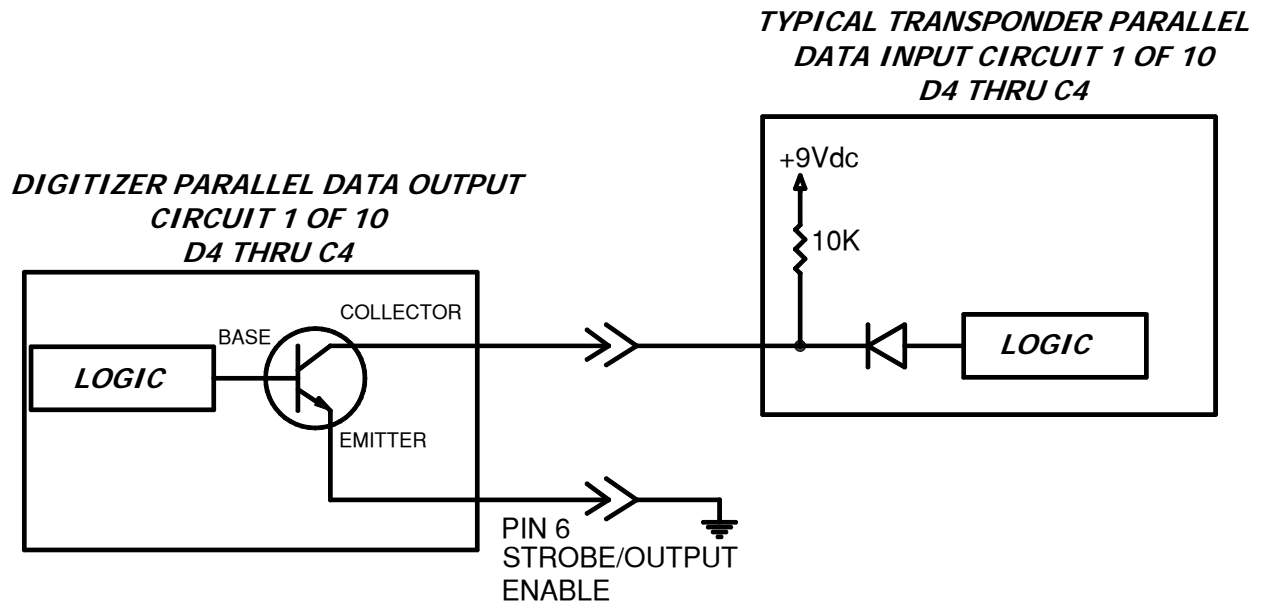 TYPICAL TRANSPONDER PARALLEL
DATA INPUT CIRCUIT 1 OF 10
D4 THRU C4
+9Vdc
10K
LOGIC
DIGITIZER PARALLEL DATA OUTPUT
CIRCUIT 1 OF 10
D4 THRU C4
COLLECTOR
BASE
LOGIC
EMITTER
PIN 6
STROBE/OUTPUT
ENABLE